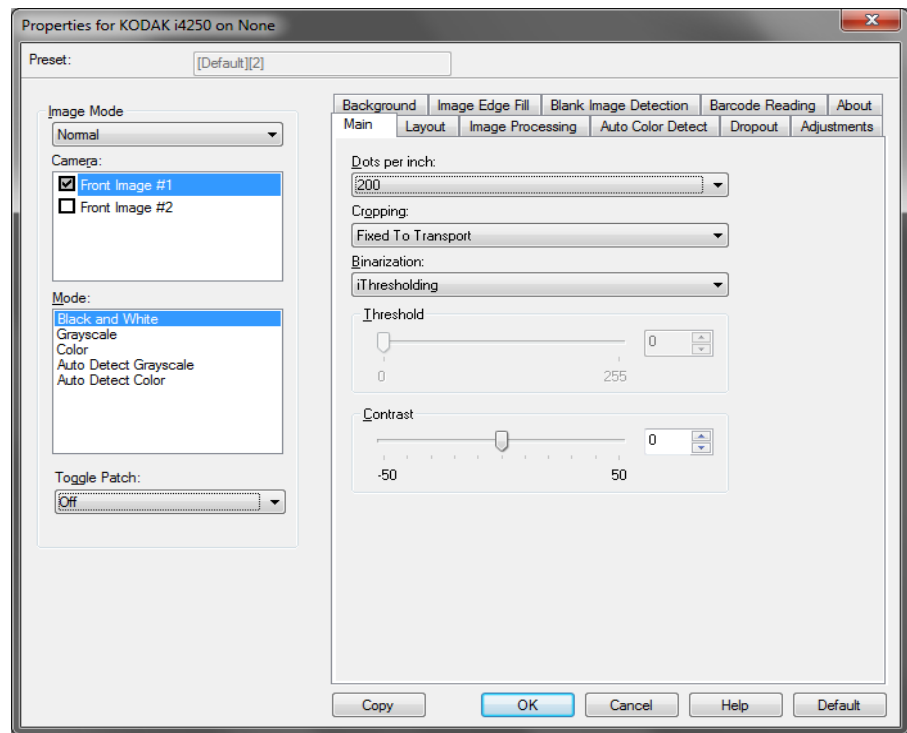 Properties for KODAK i4250 on None
Preset:
[Default][2]
Image Mode
Normal
Camera:
Front Image #1
Front Image #2
Mode:
Black and White
Grayscale
Color
Auto Detect Grayscale
Auto Detect Color
Toggle Patch:
Off
Background
Image Edge Fill
Blank Image Detection
Barcode Reading
About
Main
Layout
Image Processing
Auto Color Detect
Dropout
Adjustments
Dots per inch:
200
Cropping:
Fixed To Transport
Binarization:
iThresholding
Threshold
0
0
255
Contrast
0
-50
50
Copy
OK
Cancel
Help
Default